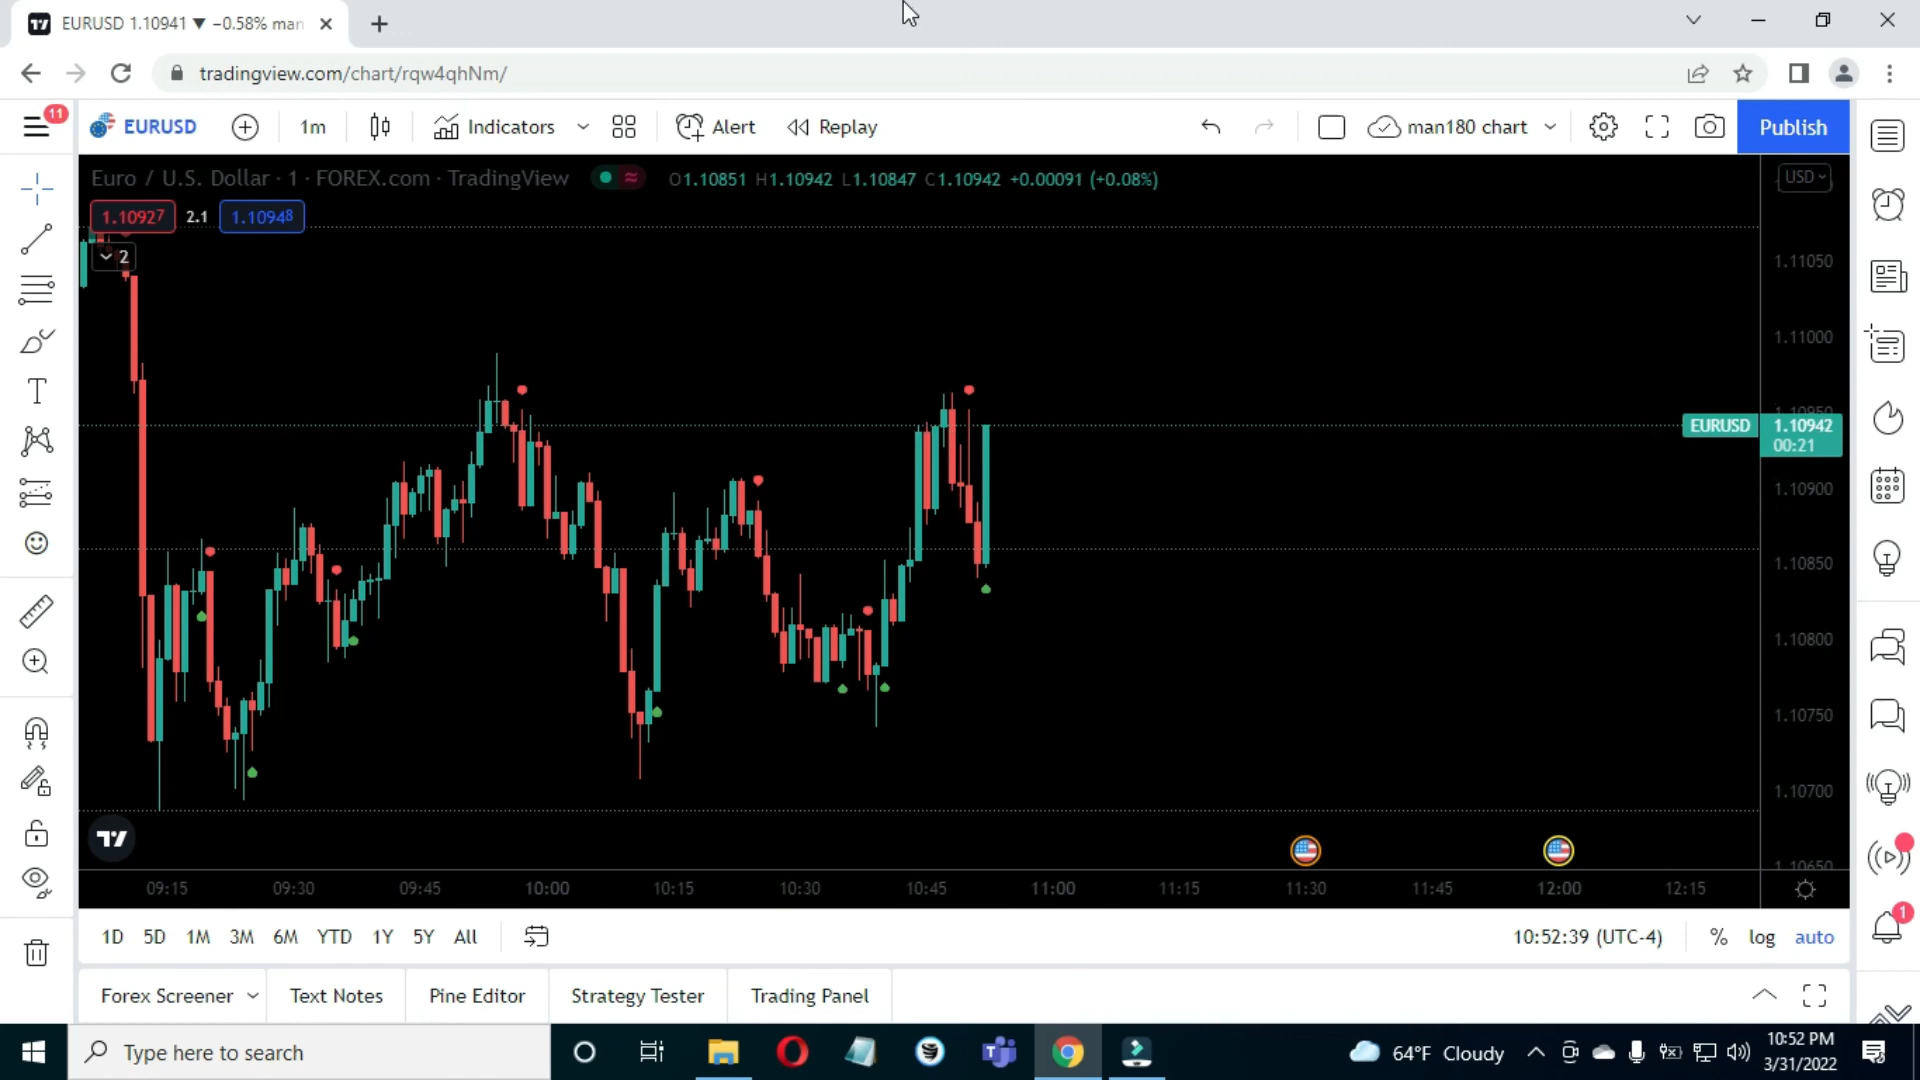 EURUSD 1.10941 ▼ −0.58% man
tradingview.com/chart/rqw4qhNm/
11
EURUSD
1m
Indicators
Alert
Replay
man180 chart
Publish
Euro / U.S. Dollar · 1 · FOREX.com · TradingView
O1.10851 H1.10942 L1.10847 C1.10942 +0.00091 (+0.08%)
USD
1.10927 2.1 1.10948
2
1.11050
1.11000
1.10950
EURUSD 1.10942
00:21
1.10900
1.10850
1.10800
1.10750
1.10700
1.10650
09:15 09:30 09:45 10:00 10:15 10:30 10:45 11:00 11:15 11:30 11:45 12:00 12:15
1
1D 5D 1M 3M 6M YTD 1Y 5Y All
10:52:39 (UTC-4) % log auto
Forex Screener Text Notes Pine Editor Strategy Tester Trading Panel
Type here to search
64°F Cloudy
10:52 PM
3/31/2022